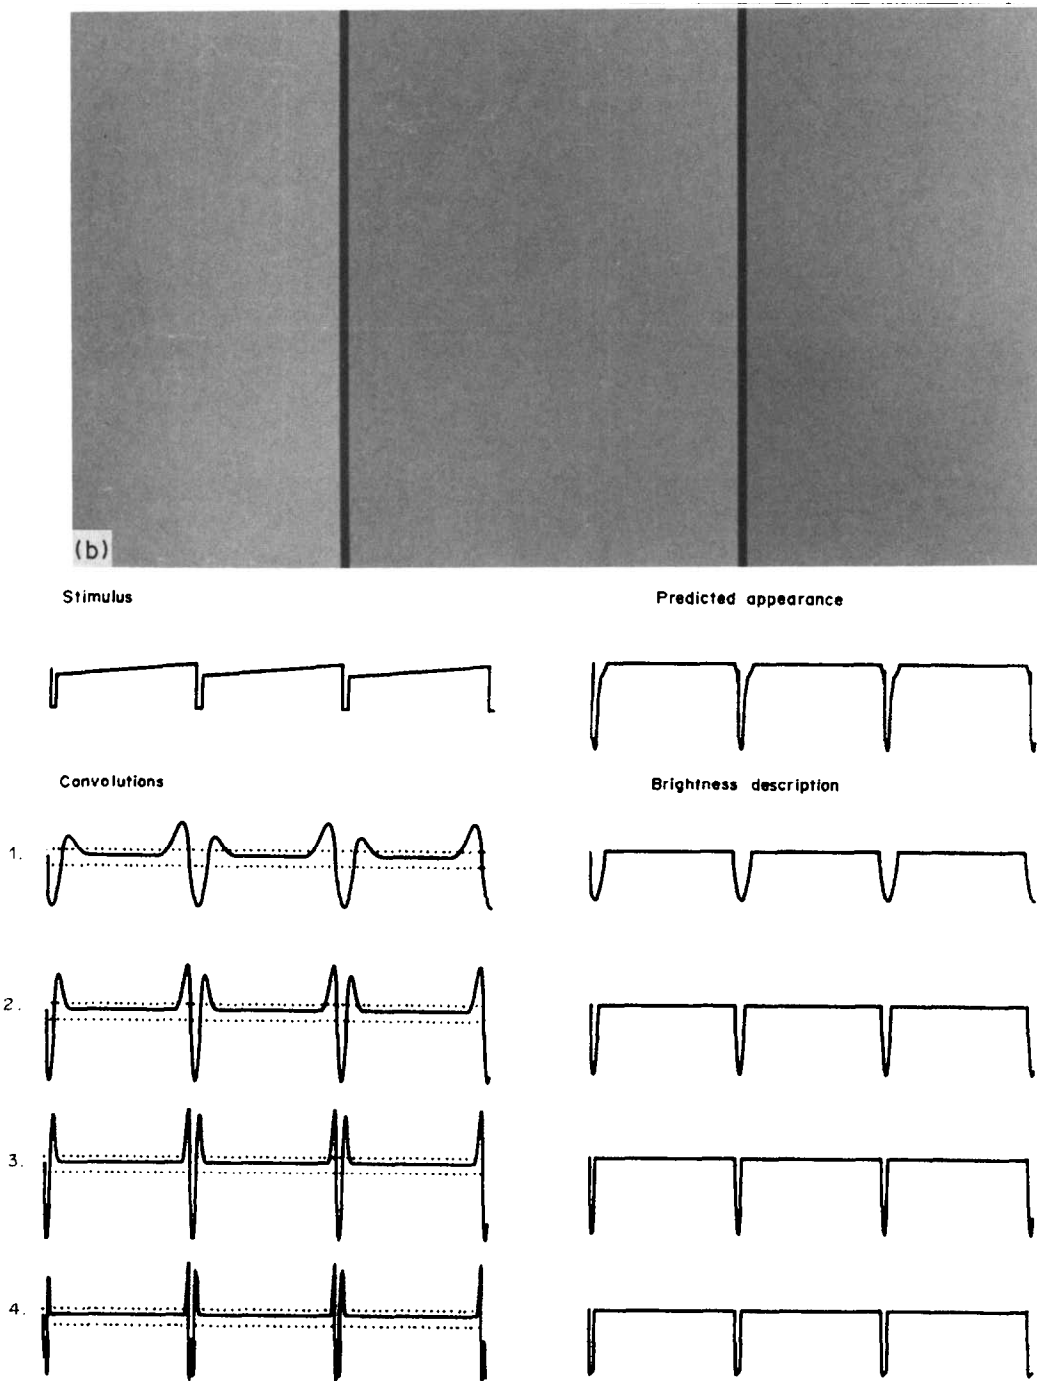 (b)
Stimulus
Predicted appearance
Convolutions
Brightness description
1.
2.
3.
4.